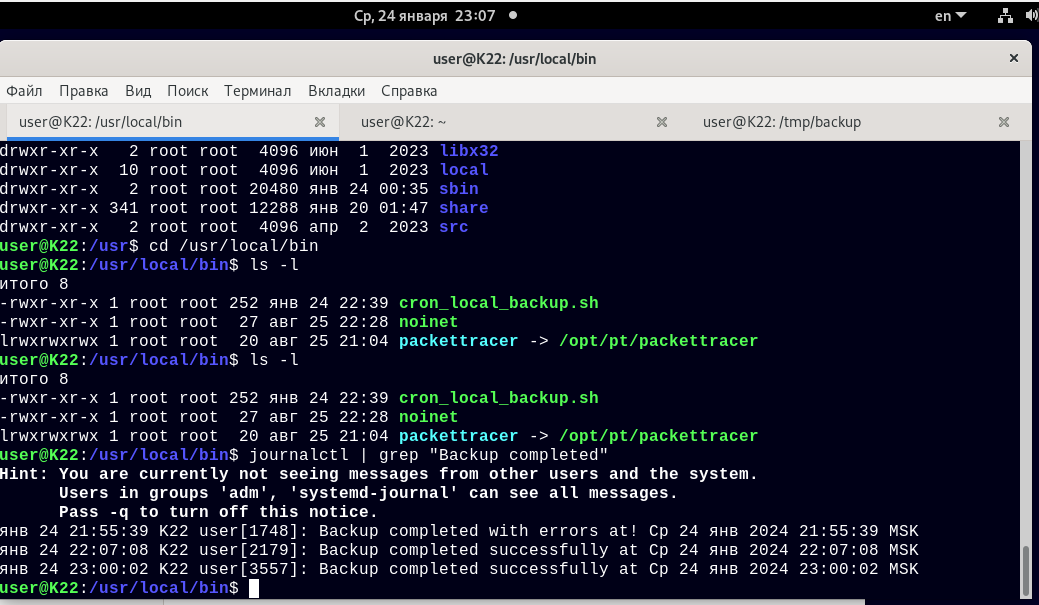 Ср, 24 января 23:07
en
user@K22: /usr/local/bin
Файл Правка Вид Поиск Терминал Вкладки Справка
user@K22: /usr/local/bin user@K22: ~ user@K22: /tmp/backup
drwxr-xr-x   2 root root  4096 июн  1  2023 libx32
drwxr-xr-x  10 root root  4096 июн  1  2023 local
drwxr-xr-x   2 root root 20480 янв 24 00:35 sbin
drwxr-xr-x 341 root root 12288 янв 20 01:47 share
drwxr-xr-x   2 root root  4096 апр  2  2023 src
user@K22:/usr$ cd /usr/local/bin
user@K22:/usr/local/bin$ ls -l
итого 8
-rwxr-xr-x 1 root root 252 янв 24 22:39 cron_local_backup.sh
-rwxr-xr-x 1 root root  27 авг 25 22:28 noinet
lrwxrwxrwx 1 root root  20 авг 25 21:04 packettracer -> /opt/pt/packettracer
user@K22:/usr/local/bin$ ls -l
итого 8
-rwxr-xr-x 1 root root 252 янв 24 22:39 cron_local_backup.sh
-rwxr-xr-x 1 root root  27 авг 25 22:28 noinet
lrwxrwxrwx 1 root root  20 авг 25 21:04 packettracer -> /opt/pt/packettracer
user@K22:/usr/local/bin$ journalctl | grep "Backup completed"
Hint: You are currently not seeing messages from other users and the system.
      Users in groups 'adm', 'systemd-journal' can see all messages.
      Pass -q to turn off this notice.
янв 24 21:55:39 K22 user[1748]: Backup completed with errors at! Ср 24 янв 2024 21:55:39 MSK
янв 24 22:07:08 K22 user[2179]: Backup completed successfully at Ср 24 янв 2024 22:07:08 MSK
янв 24 23:00:02 K22 user[3557]: Backup completed successfully at Ср 24 янв 2024 23:00:02 MSK
user@K22:/usr/local/bin$